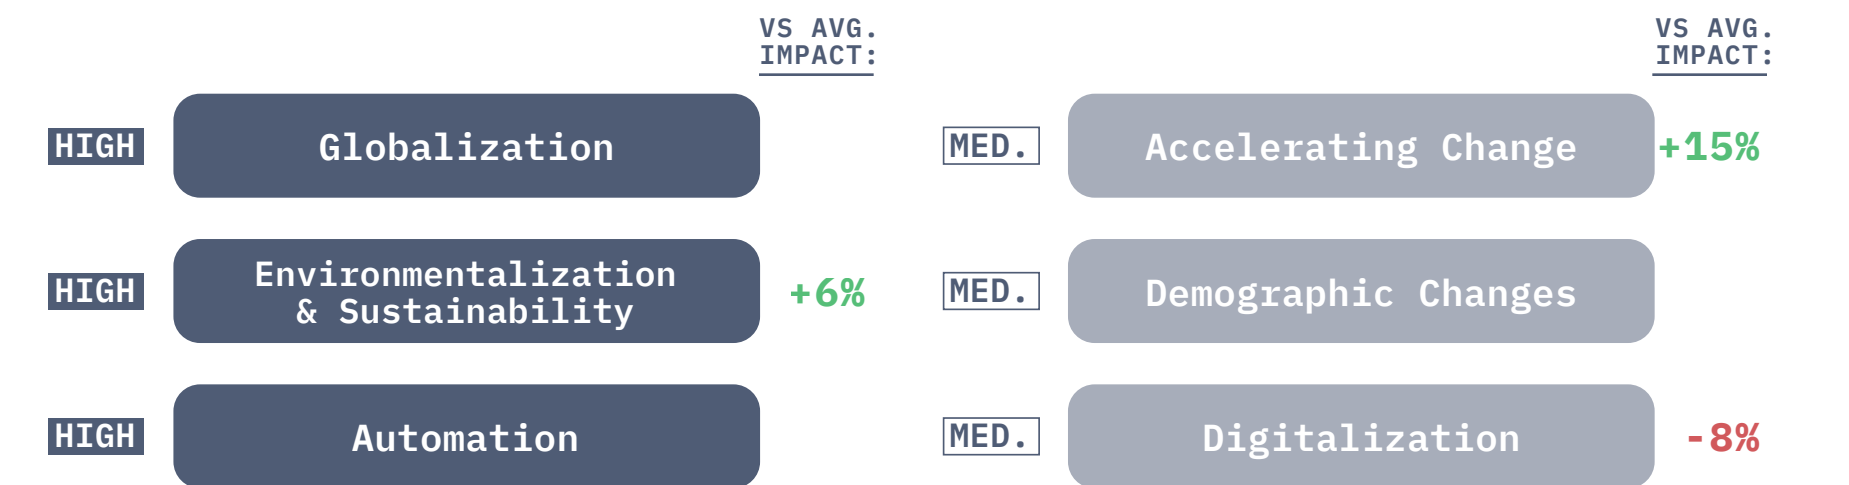 VS AVG.
IMPACT:
HIGH
Globalization
HIGH
Environmentalization
& Sustainability
+6%
HIGH
Automation
VS AVG.
IMPACT:
MED.
Accelerating Change
+15%
MED.
Demographic Changes
MED.
Digitalization
-8%